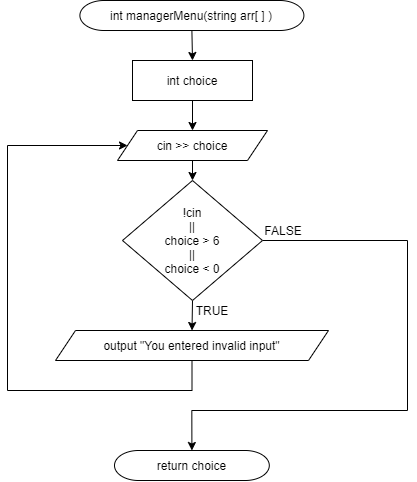 int managerMenu(string arr[ ] )
int choice
cin >> choice
!cin
||
choice > 6
||
choice < 0
FALSE
TRUE
output "You entered invalid input"
return choice